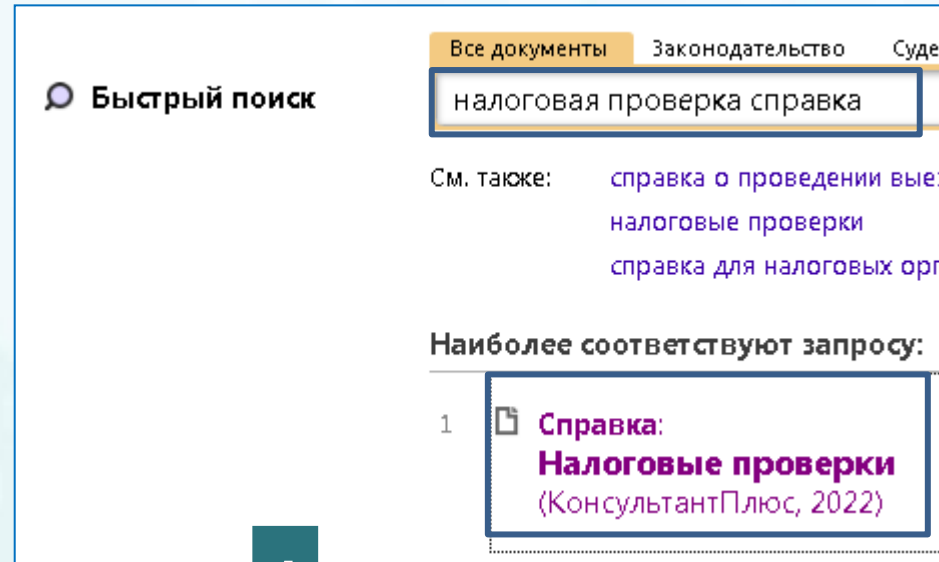 Все документы Законодательство
Быстрый поиск
налоговая проверка справка
См. также: справка о проведении
налоговые проверки
справка для налоговых
Наиболее соответствуют запросу:
1 Справка:
Налоговые проверки
(КонсультантПлюс, 2022)